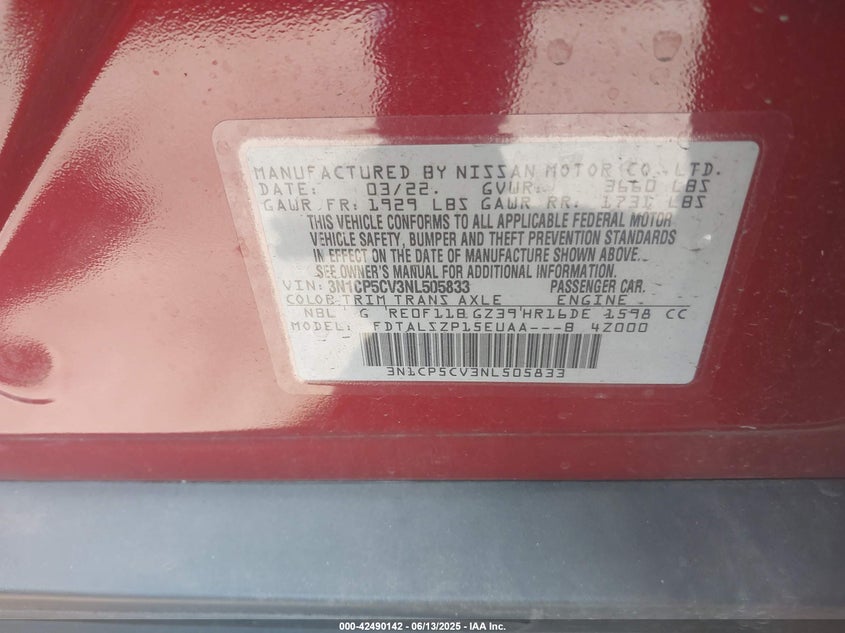 MANUFACTURED BY NISSAN MOTOR CO., LTD.
DATE: 03/22. GVWR: 3660 LBS
GAWR FR: 1929 LBS GAWR RR: 1731 LBS
THIS VEHICLE CONFORMS TO ALL APPLICABLE FEDERAL MOTOR
VEHICLE SAFETY, BUMPER AND THEFT PREVENTION STANDARDS
IN EFFECT ON THE DATE OF MANUFACTURE SHOWN ABOVE.
SEE OWNER'S MANUAL FOR ADDITIONAL INFORMATION
VIN: 3N1CP5CV3NL505833 PASSENGER CAR.
COLOR TRIM TRANS AXLE ENGINE
NBL G RE0F11B GZ39 HR16DE 1598 CC
MODEL: FDTALSZP15EUAA---B 4Z000
3N1CP5CV3NL505833
000-42490142 - 06/13/2025 - IAA Inc.